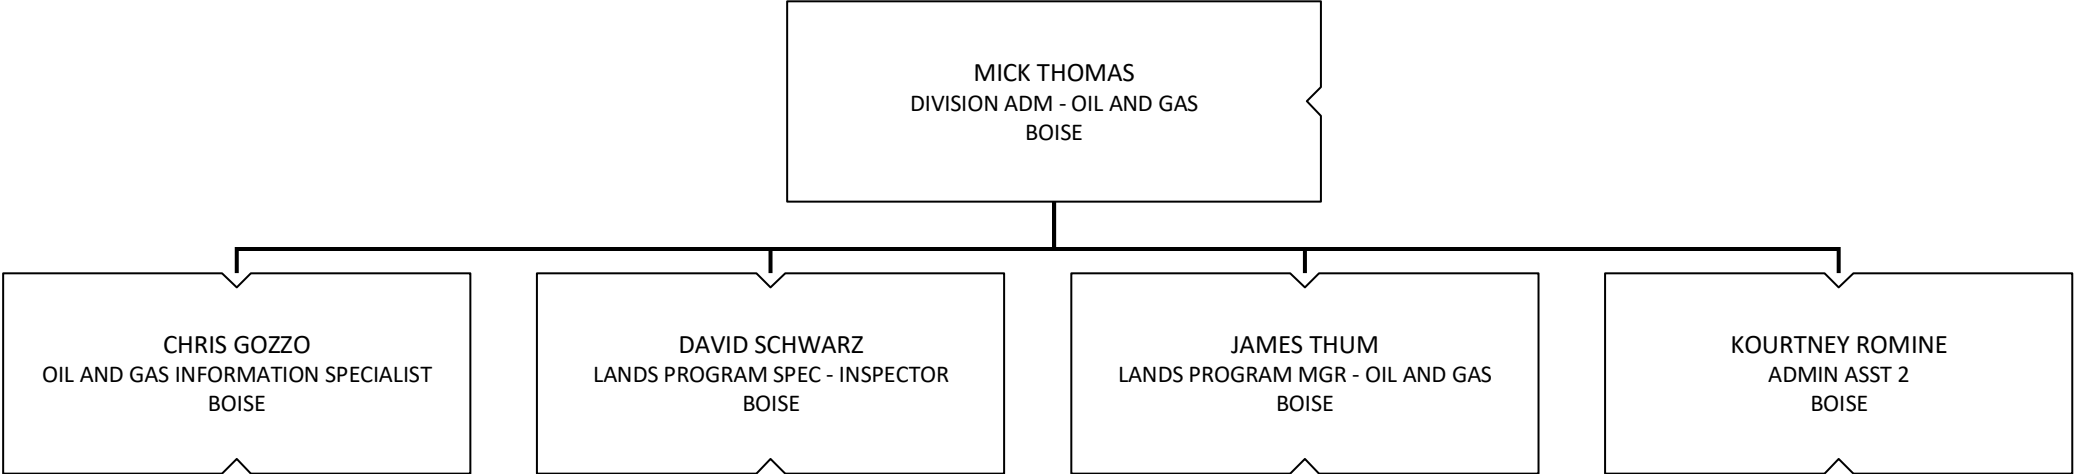 MICK THOMAS
DIVISION ADM - OIL AND GAS
BOISE
CHRIS GOZZO
OIL AND GAS INFORMATION SPECIALIST
BOISE
DAVID SCHWARZ
LANDS PROGRAM SPEC - INSPECTOR
BOISE
JAMES THUM
LANDS PROGRAM MGR - OIL AND GAS
BOISE
KOURTNEY ROMINE
ADMIN ASST 2
BOISE